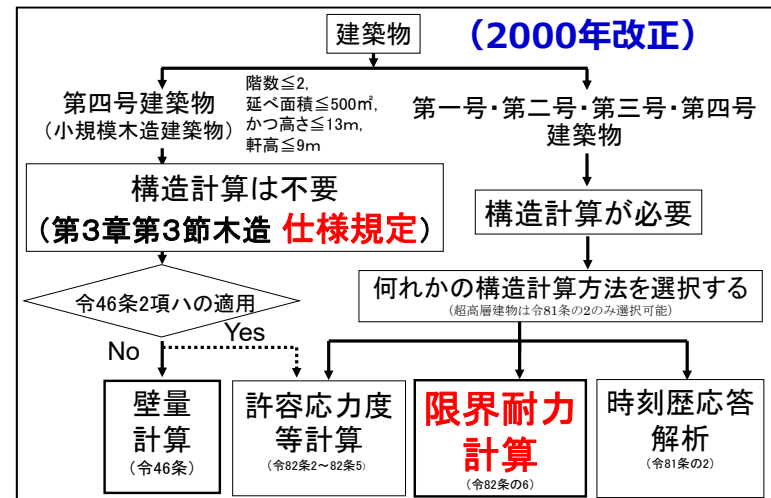 建築物
(2000年改正)
第四号建築物
(小規模木造建築物)
階数≦2,
延べ面積≦500㎡,
かつ高さ≦13m,
軒高≦9m
第一号・第二号・第三号・第四号
建築物
構造計算は不要
(第3章第3節木造 仕様規定)
構造計算が必要
令46条2項ハの適用
何れかの構造計算方法を選択する
(超高層建物は令81条の2のみ選択可能)
No
Yes
壁量
計算
(令46条)
許容応力度
等計算
(令82条2~82条5)
限界耐力
計算
(令82条の6)
時刻歴応答
解析
(令81条の2)